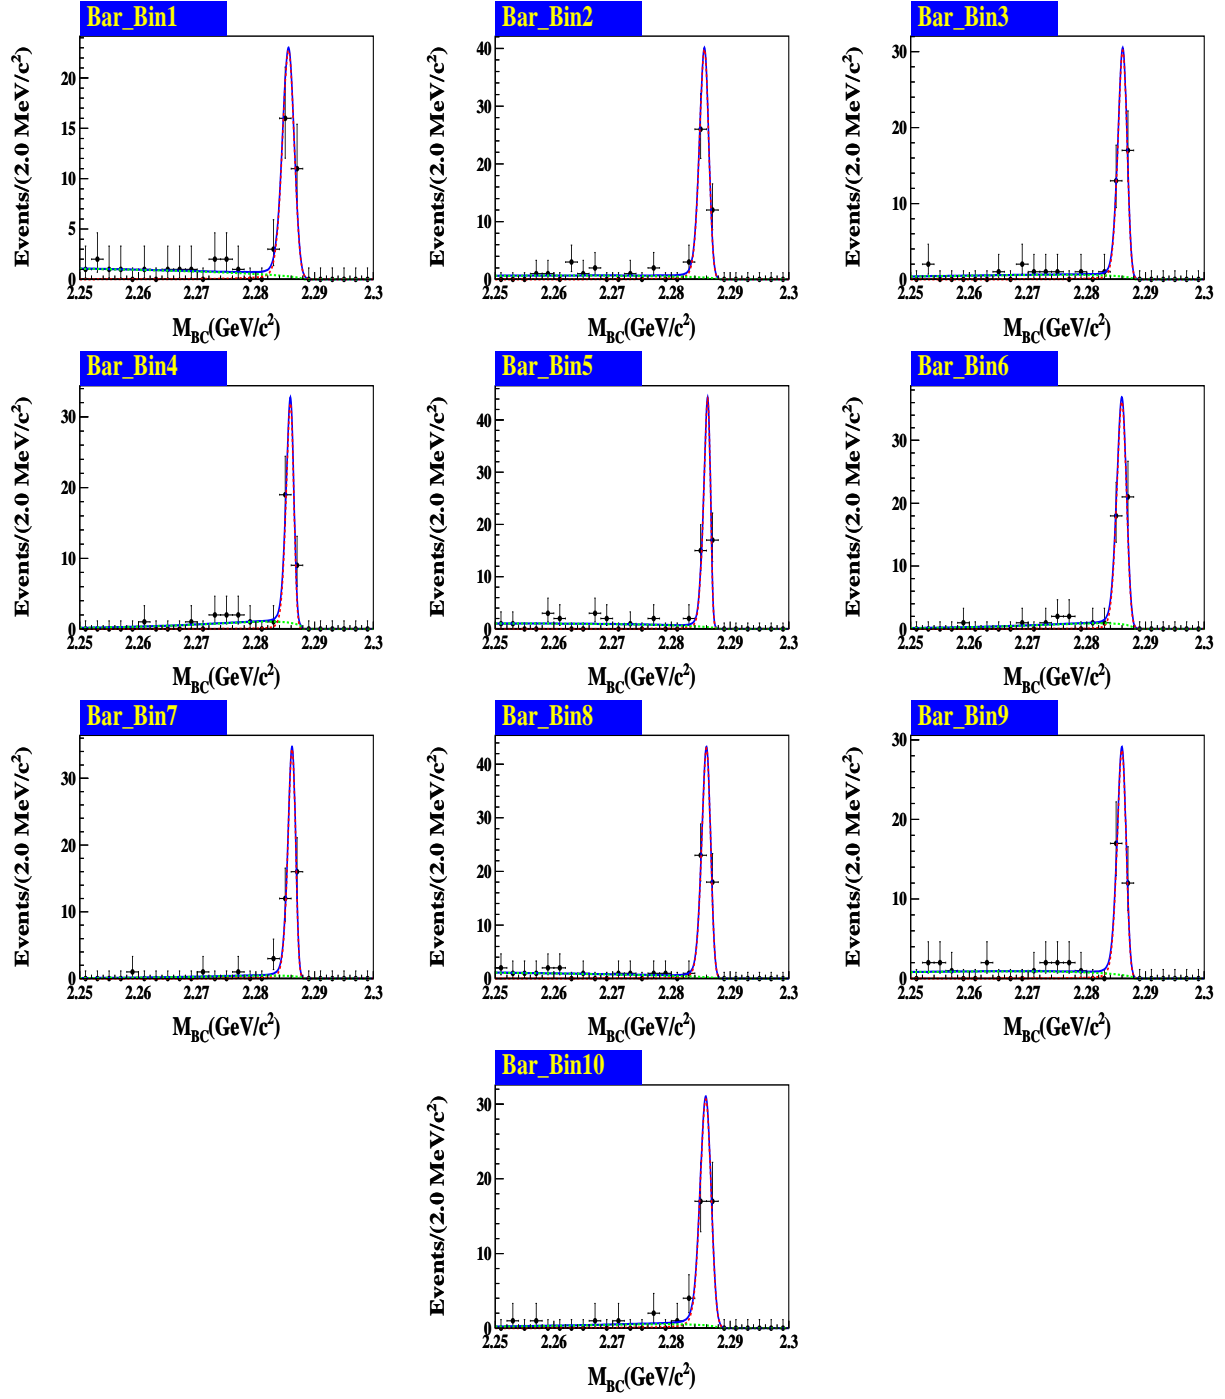 Bar_Bin1
Events/(2.0 MeV/c²)
20
15
10
5
0
2.25 2.26 2.27 2.28 2.29 2.3
M_BC(GeV/c²)
Bar_Bin2
Events/(2.0 MeV/c²)
40
30
20
10
0
2.25 2.26 2.27 2.28 2.29 2.3
M_BC(GeV/c²)
Bar_Bin3
Events/(2.0 MeV/c²)
30
20
10
0
2.25 2.26 2.27 2.28 2.29 2.3
M_BC(GeV/c²)
Bar_Bin4
Events/(2.0 MeV/c²)
30
20
10
0
2.25 2.26 2.27 2.28 2.29 2.3
M_BC(GeV/c²)
Bar_Bin5
Events/(2.0 MeV/c²)
40
30
20
10
0
2.25 2.26 2.27 2.28 2.29 2.3
M_BC(GeV/c²)
Bar_Bin6
Events/(2.0 MeV/c²)
30
20
10
0
2.25 2.26 2.27 2.28 2.29 2.3
M_BC(GeV/c²)
Bar_Bin7
Events/(2.0 MeV/c²)
30
20
10
0
2.25 2.26 2.27 2.28 2.29 2.3
M_BC(GeV/c²)
Bar_Bin8
Events/(2.0 MeV/c²)
40
30
20
10
0
2.25 2.26 2.27 2.28 2.29 2.3
M_BC(GeV/c²)
Bar_Bin9
Events/(2.0 MeV/c²)
30
20
10
0
2.25 2.26 2.27 2.28 2.29 2.3
M_BC(GeV/c²)
Bar_Bin10
Events/(2.0 MeV/c²)
30
20
10
0
2.25 2.26 2.27 2.28 2.29 2.3
M_BC(GeV/c²)